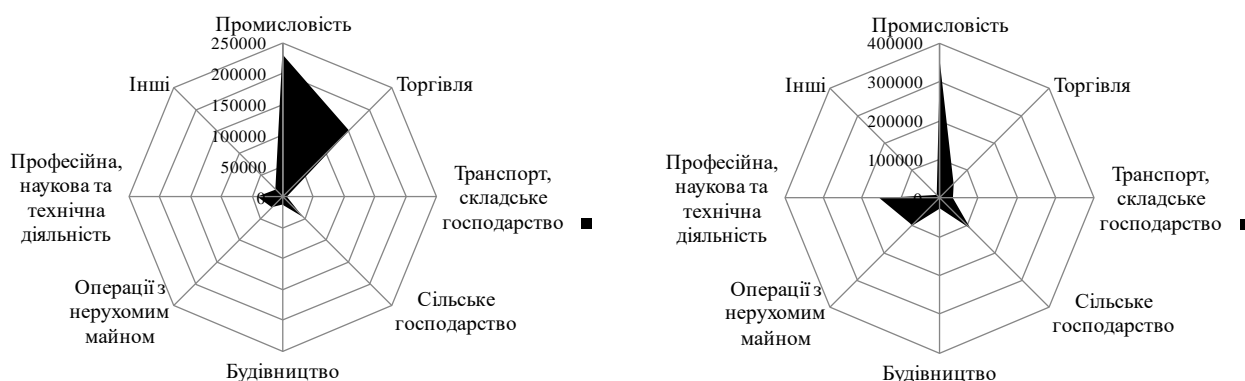 Промисловість
250000
200000
150000
100000
50000
0
Інші
Торгівля
Професійна,
наукова та
технічна
діяльність
Транспорт,
складське
господарство
Операції з
нерухомим
майном
Сільське
господарство
Будівництво
Промисловість
400000
300000
200000
100000
0
Інші
Торгівля
Професійна,
наукова та
технічна
діяльність
Транспорт,
складське
господарство
Операції з
нерухомим
майном
Сільське
господарство
Будівництво